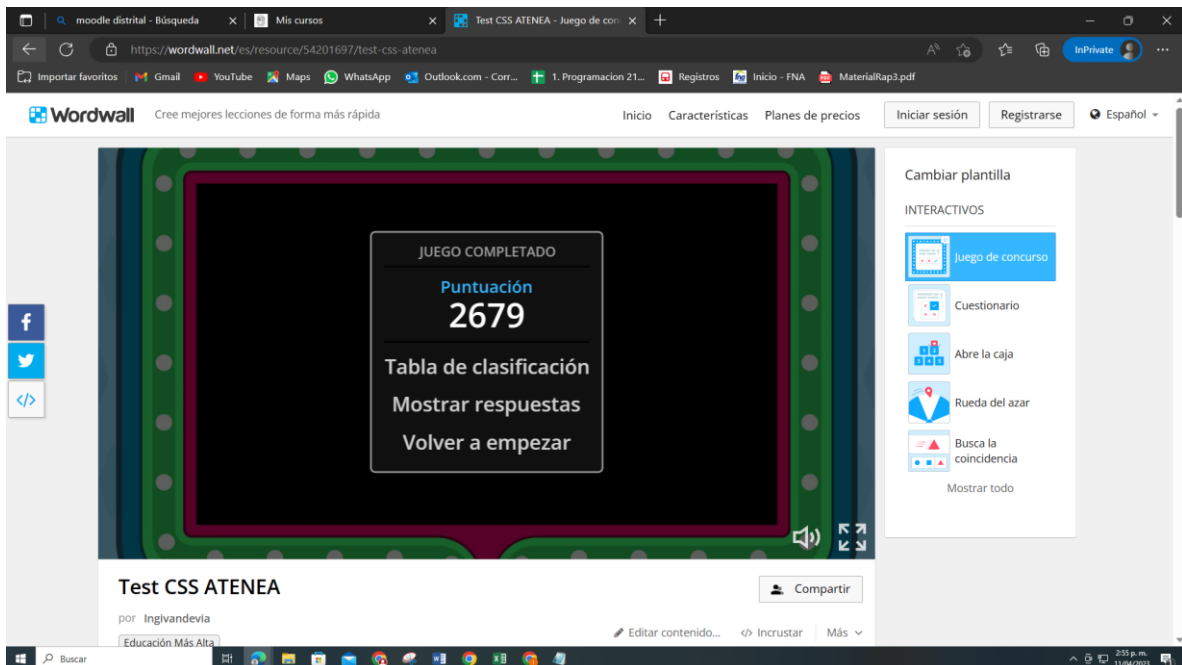 moodle distrital - Búsqueda
Mis cursos
Test CSS ATENEA - Juego de con
https://wordwall.net/es/resource/54201697/test-css-atenea
InPrivate
Importar favoritos
Gmail
YouTube
Maps
WhatsApp
Outlook.com - Corr...
1. Programacion 21...
Registros
Inicio - FNA
MaterialRap3.pdf
Wordwall
Cree mejores lecciones de forma más rápida
Inicio
Características
Planes de precios
Iniciar sesión
Registrarse
Español
JUEGO COMPLETADO
Puntuación
2679
Tabla de clasificación
Mostrar respuestas
Volver a empezar
Cambiar plantilla
INTERACTIVOS
Juego de concurso
Cuestionario
Abre la caja
Rueda del azar
Busca la
coincidencia
Mostrar todo
Test CSS ATENEA
Compartir
por Ingivandevia
Educación Más Alta
Editar contenido...
Incrustar
Más
Buscar
2:55 p. m.
11/04/2023